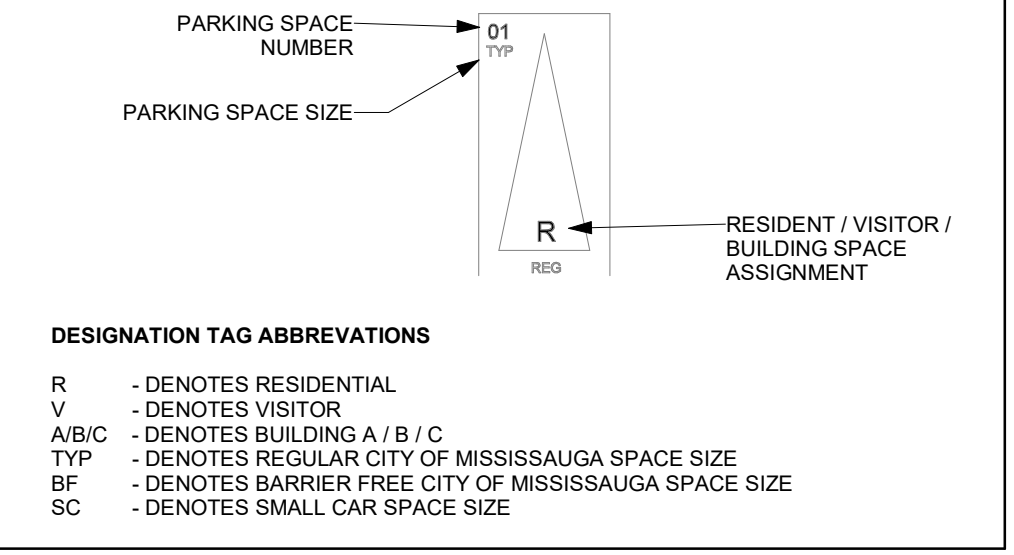 PARKING SPACE
NUMBER
01
TYP
PARKING SPACE SIZE
R
RESIDENT / VISITOR /
BUILDING SPACE
ASSIGNMENT
REG
DESIGNATION TAG ABBREVATIONS
R - DENOTES RESIDENTIAL
V - DENOTES VISITOR
A/B/C - DENOTES BUILDING A / B / C
TYP - DENOTES REGULAR CITY OF MISSISSAUGA SPACE SIZE
BF - DENOTES BARRIER FREE CITY OF MISSISSAUGA SPACE SIZE
SC - DENOTES SMALL CAR SPACE SIZE